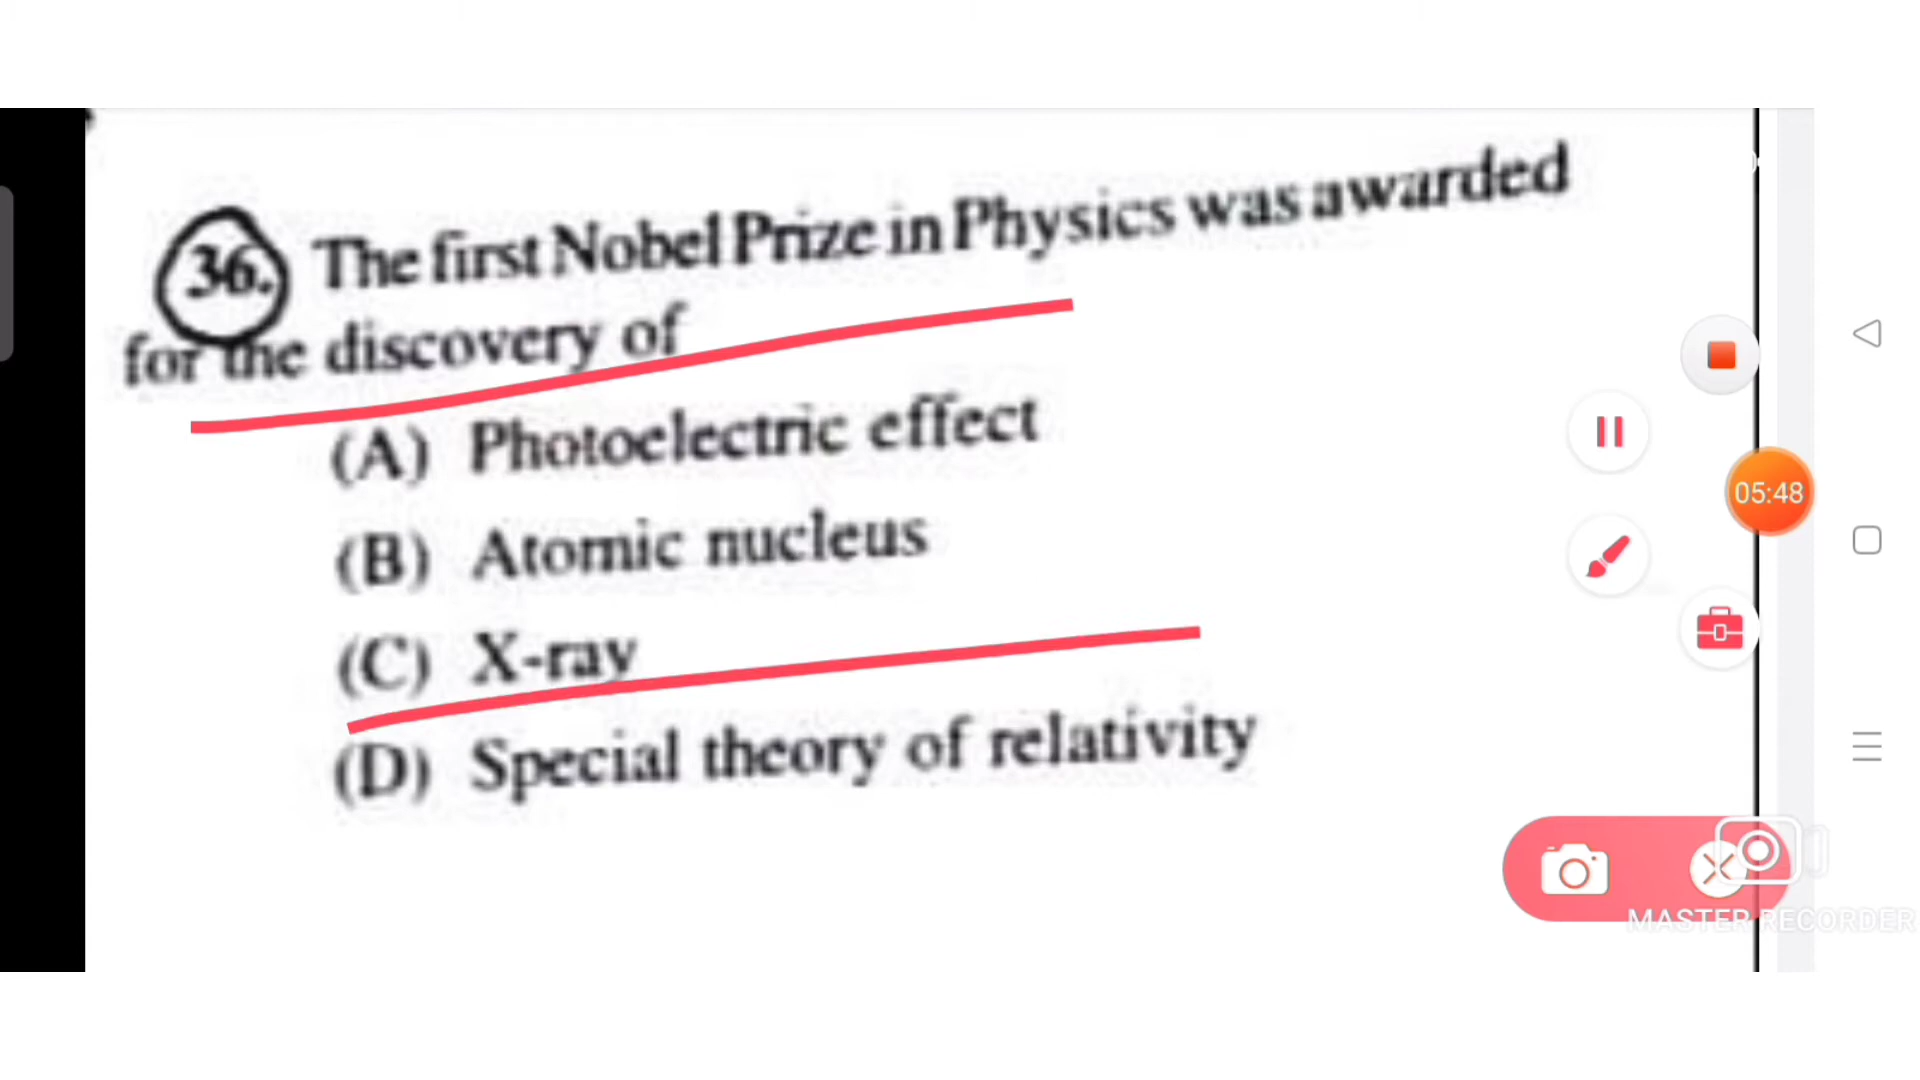 36. The first Nobel Prize in Physics was awarded
for the discovery of
(A) Photoelectric effect
(B) Atomic nucleus
(C) X-ray
(D) Special theory of relativity
05:48
MASTER RECORDER